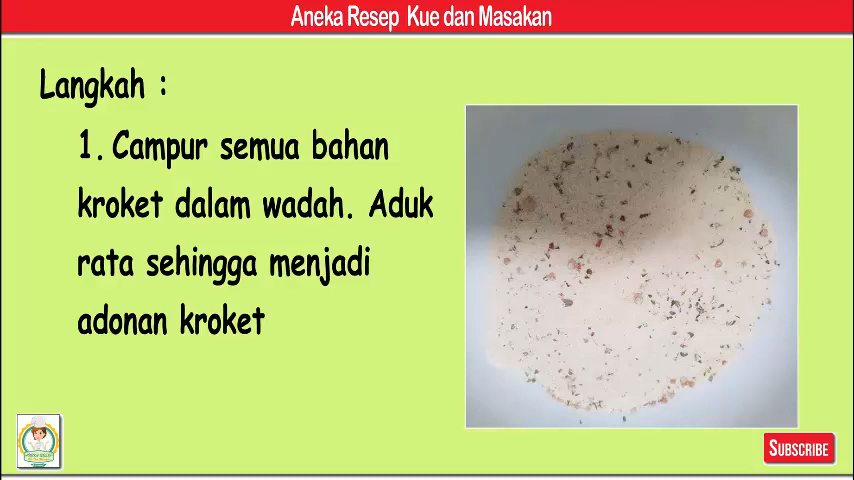 Aneka Resep Kue dan Masakan
Langkah :
1. Campur semua bahan
kroket dalam wadah. Aduk
rata sehingga menjadi
adonan kroket
SUBSCRIBE